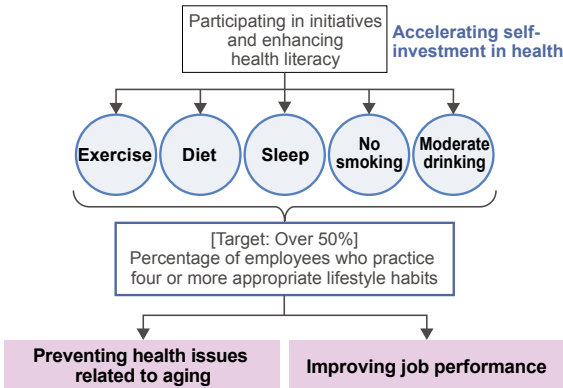 Participating in initiatives
and enhancing
health literacy
Accelerating self-
investment in health
Exercise
Diet
Sleep
No
smoking
Moderate
drinking
[Target: Over 50%]
Percentage of employees who practice
four or more appropriate lifestyle habits
Preventing health issues
related to aging
Improving job performance